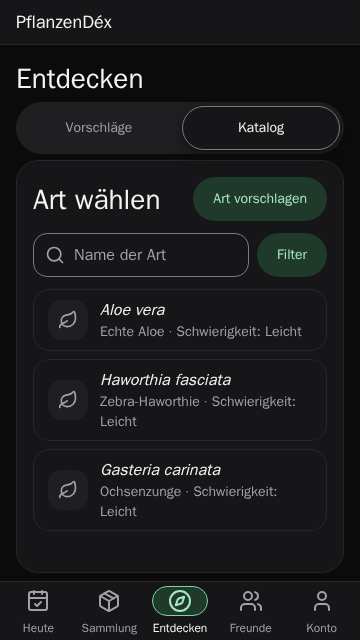 PflanzenDéx
Entdecken
Vorschläge
Katalog
Art wählen
Art vorschlagen
Name der Art
Filter
Aloe vera
Echte Aloe · Schwierigkeit: Leicht
Haworthia fasciata
Zebra-Haworthie · Schwierigkeit:
Leicht
Gasteria carinata
Ochsenzunge · Schwierigkeit:
Leicht
Heute
Sammlung
Entdecken
Freunde
Konto